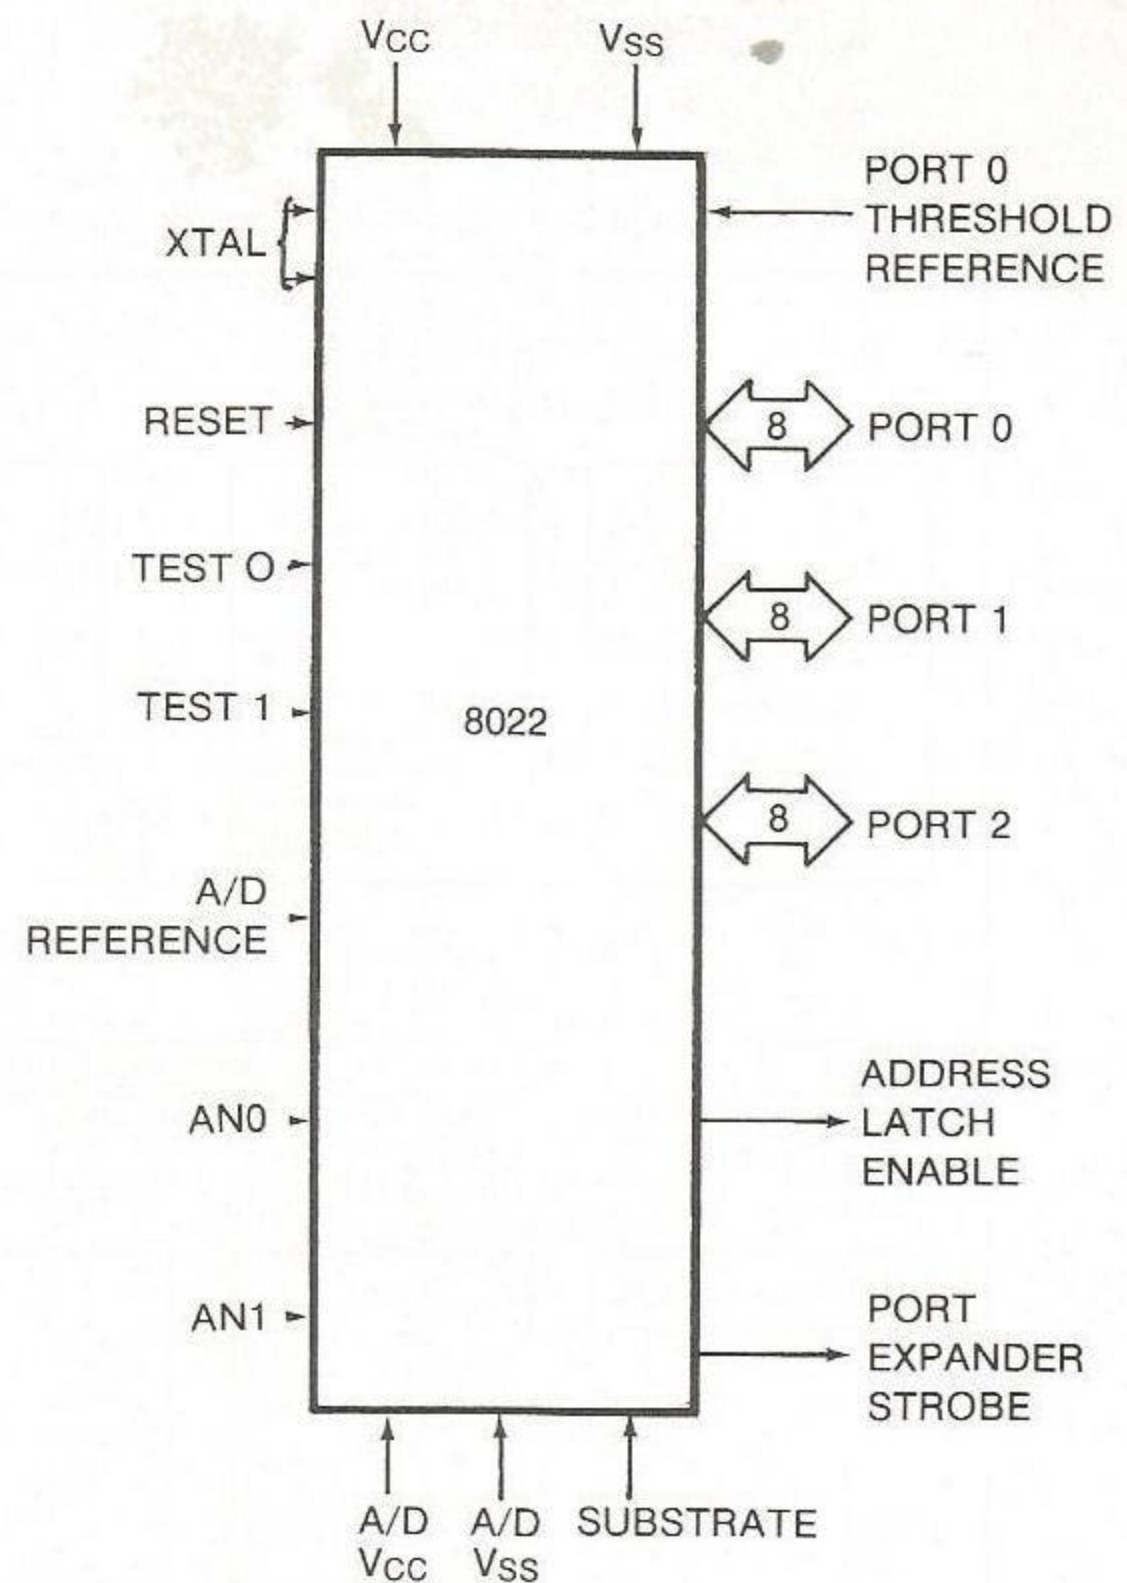 VCC
VSS
XTAL
PORT 0
THRESHOLD
REFERENCE
RESET
8
PORT 0
TEST O
8
PORT 1
TEST 1
8022
8
PORT 2
A/D
REFERENCE
AN0
ADDRESS
LATCH
ENABLE
AN1
PORT
EXPANDER
STROBE
A/D
VCC
A/D
VSS
SUBSTRATE